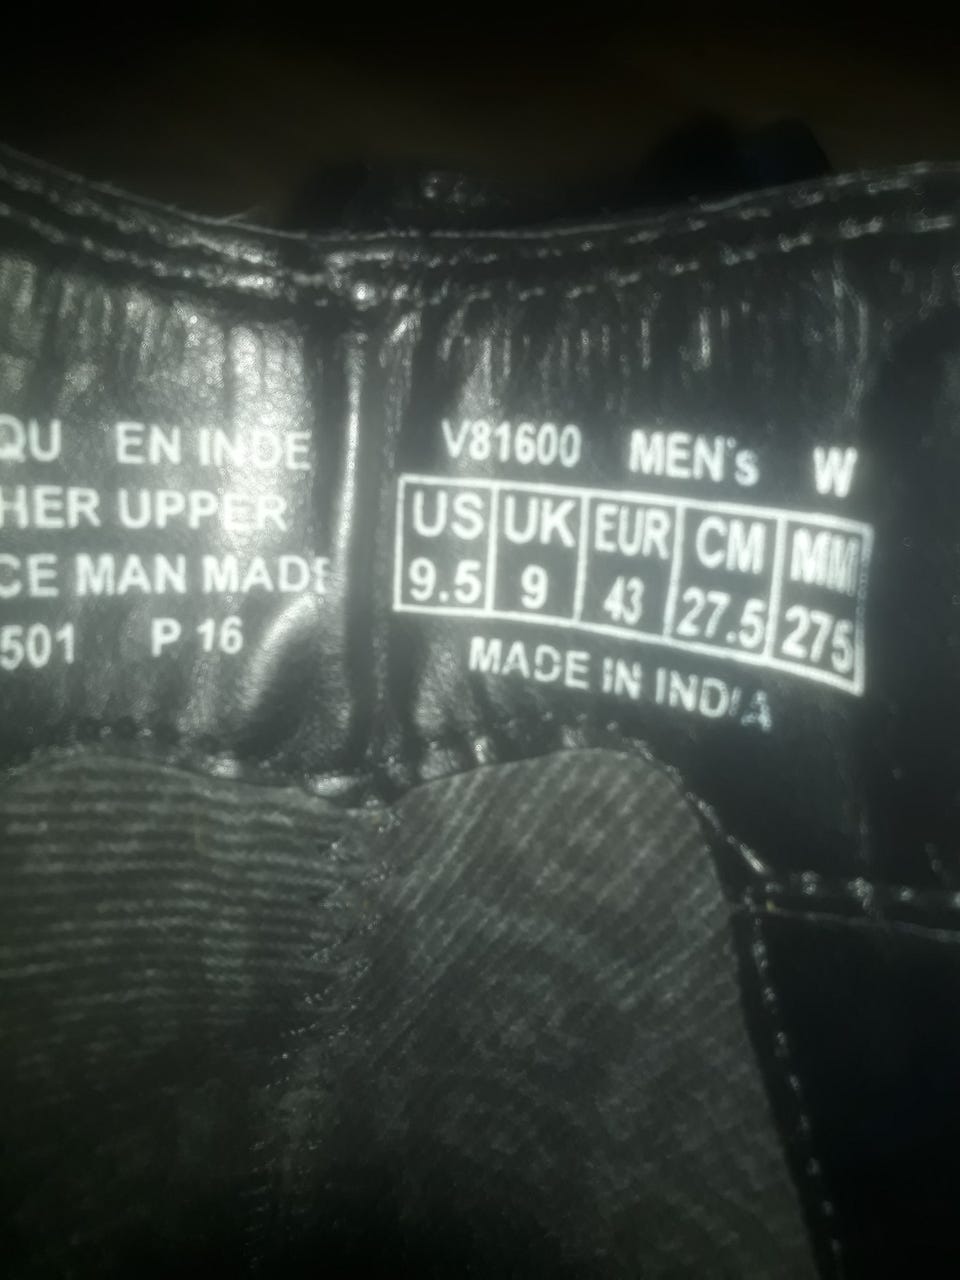 QU EN INDE
HER UPPER
CE MAN MADE
501 P 16
V81600 MEN's W
US UK EUR CM MM
9.5 9 43 27.5 275
MADE IN INDIA